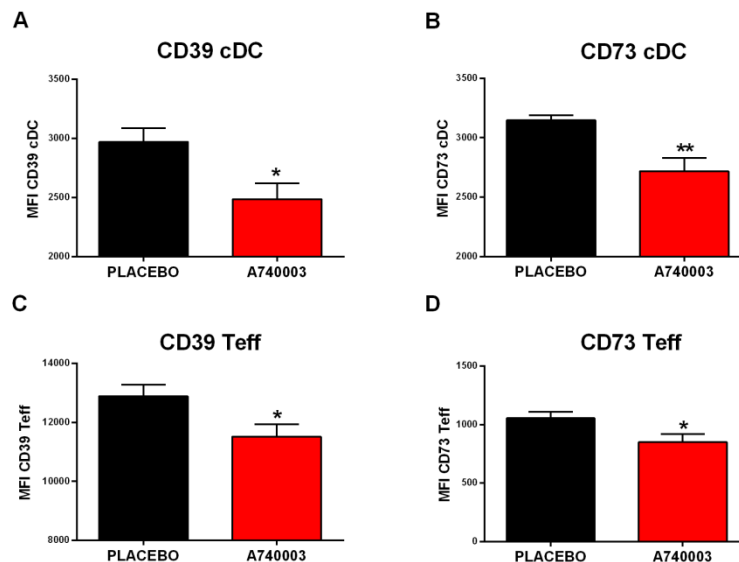 A
CD39 cDC
MFI CD39 cDC
3500
3000
2500
2000
*
PLACEBO
A740003
B
CD73 cDC
MFI CD73 cDC
3500
3000
2500
2000
**
PLACEBO
A740003
C
CD39 Teff
MFI CD39 Teff
14000
12000
10000
8000
*
PLACEBO
A740003
D
CD73 Teff
MFI CD73 Teff
1500
1000
500
0
*
PLACEBO
A740003